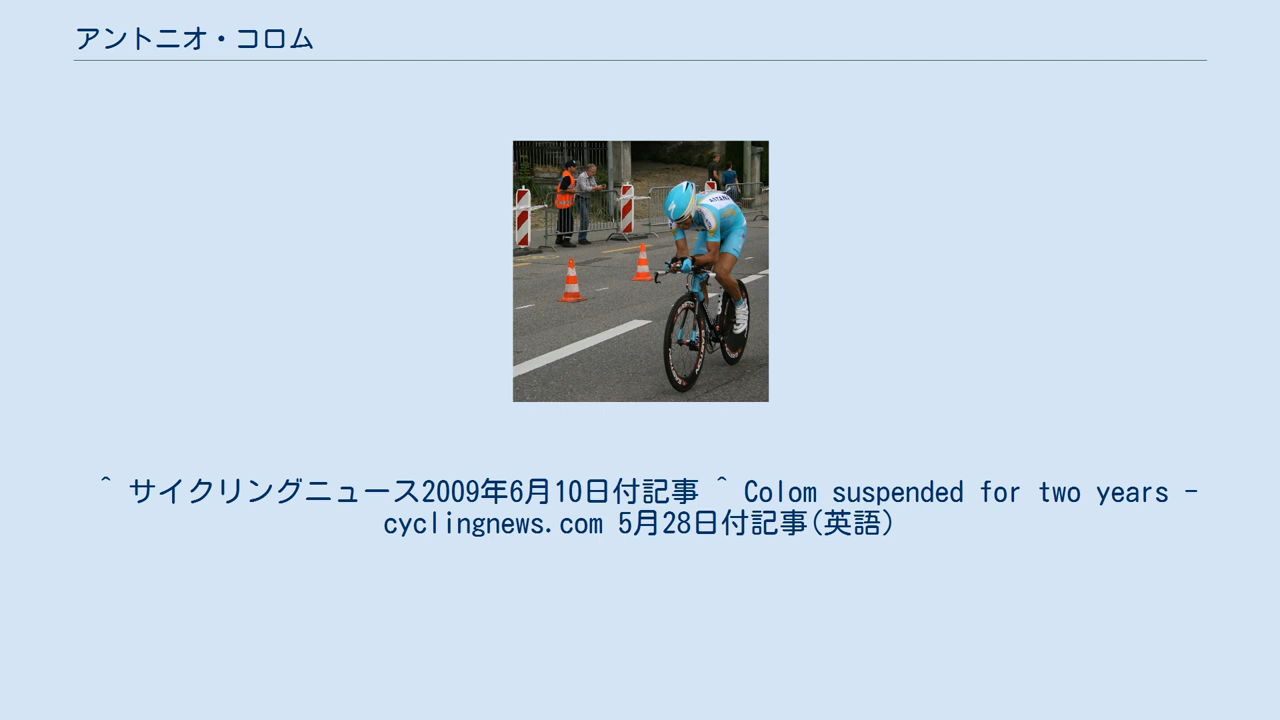 アントニオ・コロム
^ サイクリングニュース2009年6月10日付記事 ^ Colom suspended for two years -
cyclingnews.com 5月28日付記事(英語)